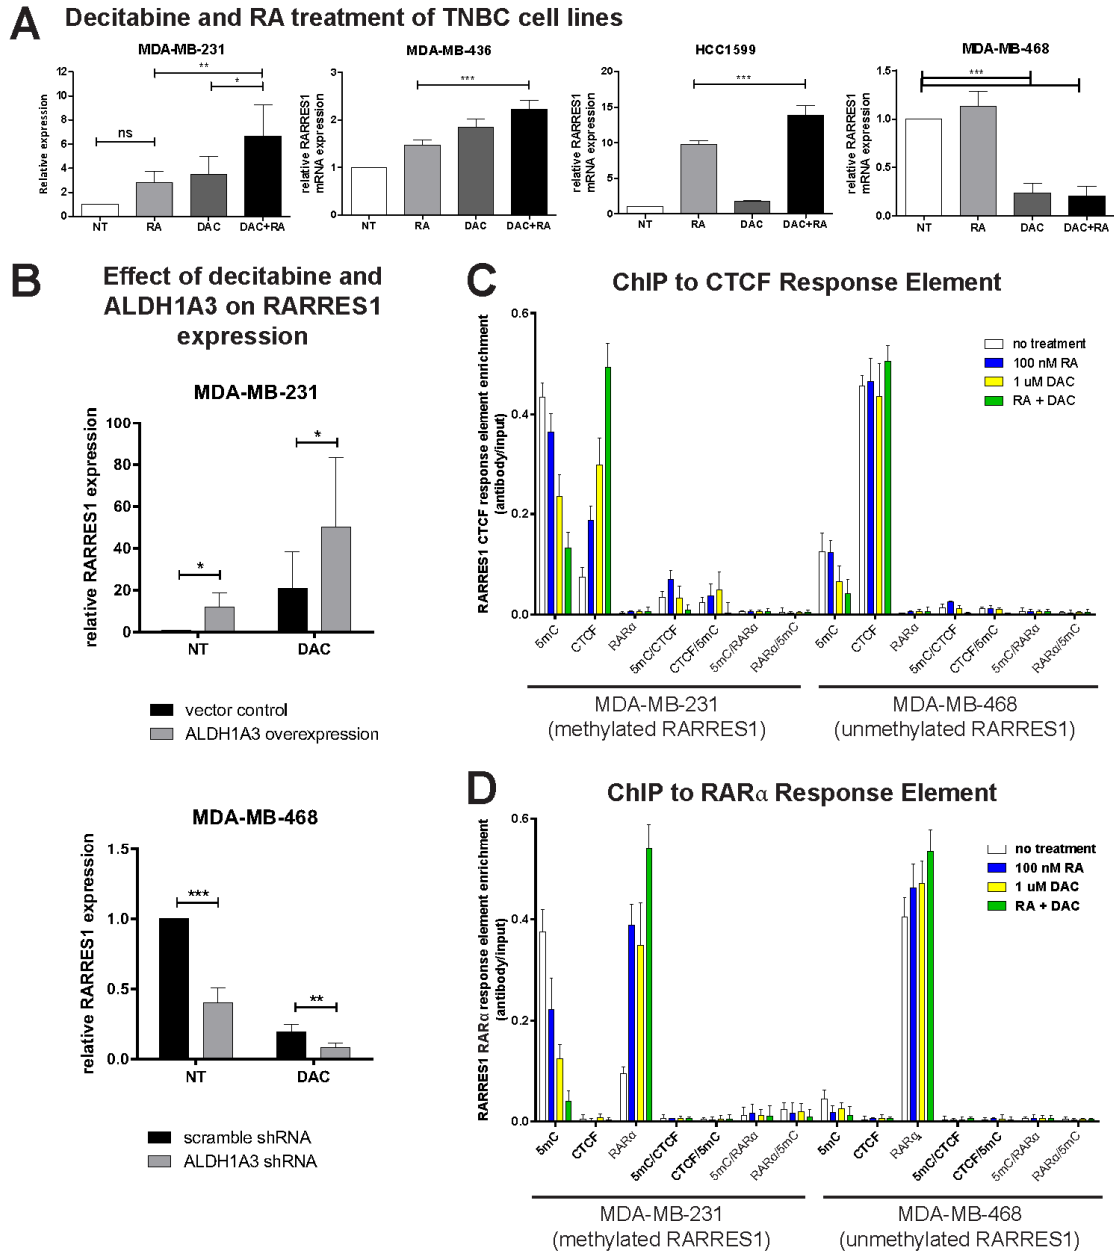 A Decitabine and RA treatment of TNBC cell lines
MDA-MB-231
Relative expression
12
10
8
6
4
2
0
ns
**
*
NT RA DAC DAC+RA
MDA-MB-436
relative RARRES1
mRNA expression
3
2
1
0
***
NT RA DAC DAC+RA
HCC1599
relative RARRES1
mRNA expression
20
15
10
5
0
***
NT RA DAC DAC+RA
MDA-MB-468
relative RARRES1
mRNA expression
1.5
1.0
0.5
0.0
***
NT RA DAC DAC+RA
B Effect of decitabine and
ALDH1A3 on RARRES1
expression
MDA-MB-231
relative RARRES1 expression
100
80
60
40
20
0
*
*
NT DAC
vector control
ALDH1A3 overexpression
MDA-MB-468
relative RARRES1 expression
1.5
1.0
0.5
0.0
***
**
NT DAC
scramble shRNA
ALDH1A3 shRNA
C ChIP to CTCF Response Element
RARRES1 CTCF response element enrichment
(antibody/input)
0.6
0.4
0.2
0.0
no treatment
100 nM RA
1 uM DAC
RA + DAC
5mC CTCF RARα 5mC/CTCF CTCF/5mC 5mC/RARα RARα/5mC 5mC CTCF RARα 5mC/CTCF CTCF/5mC 5mC/RARα RARα/5mC
MDA-MB-231 MDA-MB-468
(methylated RARRES1) (unmethylated RARRES1)
D ChIP to RARα Response Element
RARRES1 RARα response element enrichment
(antibody/input)
0.6
0.4
0.2
0.0
no treatment
100 nM RA
1 uM DAC
RA + DAC
5mC CTCF RARα 5mC/CTCF CTCF/5mC 5mC/RARα RARα/5mC 5mC CTCF RARα 5mC/CTCF CTCF/5mC 5mC/RARα RARα/5mC
MDA-MB-231 MDA-MB-468
(methylated RARRES1) (unmethylated RARRES1)